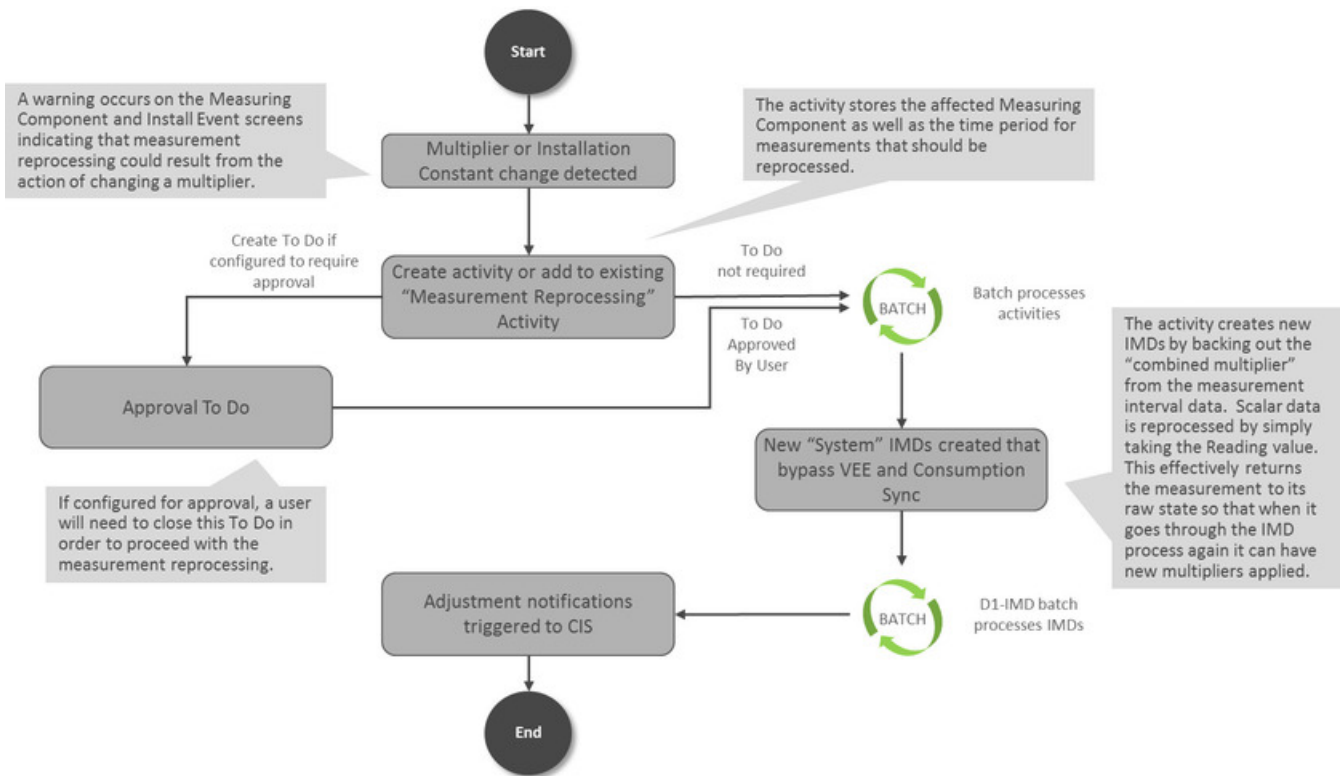 Start
A warning occurs on the Measuring
Component and Install Event screens
indicating that measurement
reprocessing could result from the
action of changing a multiplier.
The activity stores the affected Measuring
Component as well as the time period for
measurements that should be
reprocessed.
Multiplier or Installation
Constant change detected
Create To Do if
configured to require
approval
Create activity or add to existing
“Measurement Reprocessing”
Activity
To Do
not required
BATCH
Batch processes
activities
To Do
Approved
By User
Approval To Do
The activity creates new
IMDs by backing out the
“combined multiplier”
from the measurement
interval data.  Scalar data
is reprocessed by simply
taking the Reading value.
This effectively returns
the measurement to its
raw state so that when it
goes through the IMD
process again it can have
new multipliers applied.
New “System” IMDs created that
bypass VEE and Consumption
Sync
If configured for approval, a user
will need to close this To Do in
order to proceed with the
measurement reprocessing.
Adjustment notifications
triggered to CIS
BATCH
D1-IMD batch
processes IMDs
End